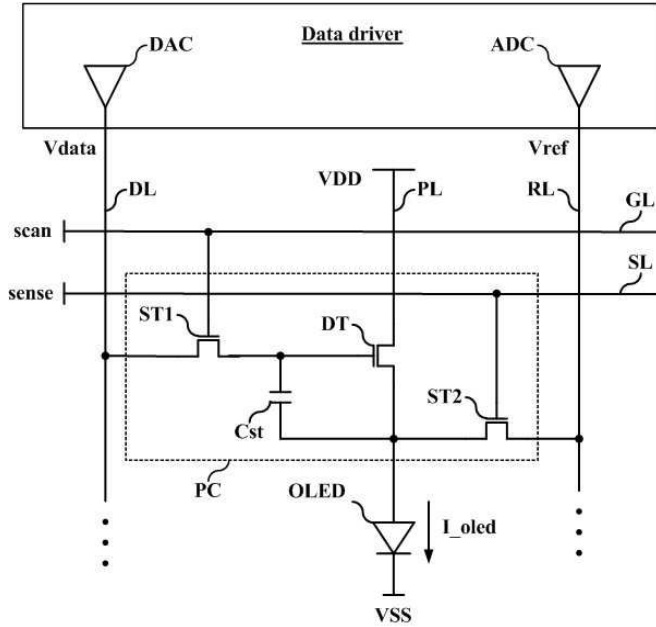 Data driver
DAC
ADC
Vdata
Vref
DL
VDD
PL
RL
GL
scan
SL
sense
ST1
DT
ST2
Cst
PC
OLED
I_oled
VSS